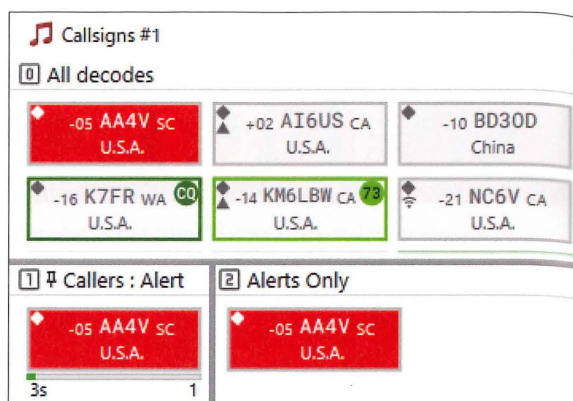 Callsigns #1
0 All decodes
-05 AA4V SC
U.S.A.
+02 AI6US CA
U.S.A.
-10 BD3OD
China
-16 K7FR WA CQ
U.S.A.
-14 KM6LBW CA 73
U.S.A.
-21 NC6V CA
U.S.A.
1 Callers : Alert
-05 AA4V SC
U.S.A.
3s 1
2 Alerts Only
-05 AA4V SC
U.S.A.